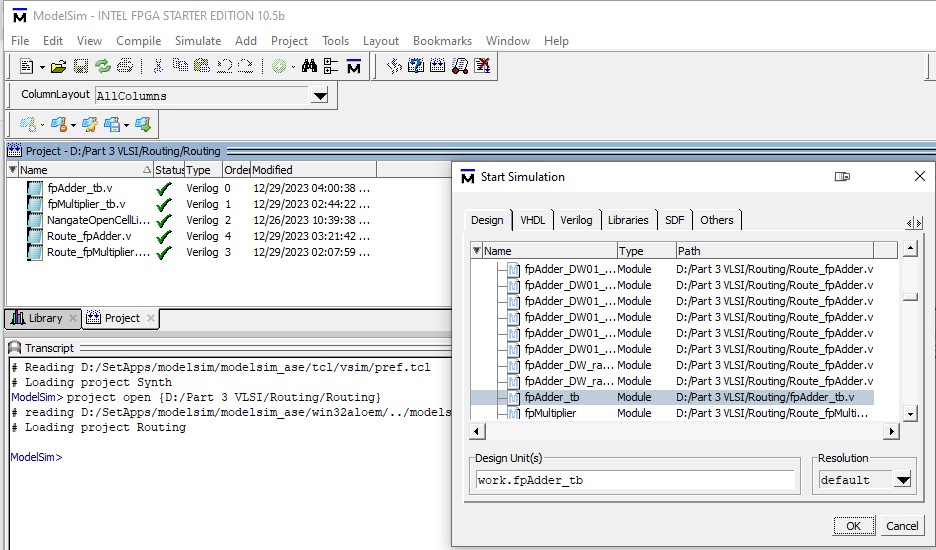 ModelSim - INTEL FPGA STARTER EDITION 10.5b
File Edit View Compile Simulate Add Project Tools Layout Bookmarks Window Help
ColumnLayout AllColumns
Project - D:/Part 3 VLSI/Routing/Routing
Name Status Type Order Modified
fpAdder_tb.v Verilog 0 12/29/2023 04:00:38 ...
fpMultiplier_tb.v Verilog 1 12/29/2023 02:44:22 ...
NangateOpenCellLi... Verilog 2 12/26/2023 10:39:38 ...
Route_fpAdder.v Verilog 4 12/29/2023 03:21:42 ...
Route_fpMultiplier.... Verilog 3 12/29/2023 02:07:59 ...
Library Project
Transcript
# Reading D:/SetApps/modelsim/modelsim_ase/tcl/vsim/pref.tcl
# Loading project Synth
ModelSim> project open {D:/Part 3 VLSI/Routing/Routing}
# reading D:/SetApps/modelsim/modelsim_ase/win32aloem/../models
# Loading project Routing
ModelSim>
Start Simulation
Design VHDL Verilog Libraries SDF Others
Name Type Path
fpAdder_DW01_... Module D:/Part 3 VLSI/Routing/Route_fpAdder.v
fpAdder_DW01_... Module D:/Part 3 VLSI/Routing/Route_fpAdder.v
fpAdder_DW01_... Module D:/Part 3 VLSI/Routing/Route_fpAdder.v
fpAdder_DW01_... Module D:/Part 3 VLSI/Routing/Route_fpAdder.v
fpAdder_DW01_... Module D:/Part 3 VLSI/Routing/Route_fpAdder.v
fpAdder_DW01_... Module D:/Part 3 VLSI/Routing/Route_fpAdder.v
fpAdder_DW_ra... Module D:/Part 3 VLSI/Routing/Route_fpAdder.v
fpAdder_DW_ra... Module D:/Part 3 VLSI/Routing/Route_fpAdder.v
fpAdder_tb Module D:/Part 3 VLSI/Routing/fpAdder_tb.v
fpMultiplier Module D:/Part 3 VLSI/Routing/Route_fpMulti...
Design Unit(s) Resolution
work.fpAdder_tb default
OK Cancel